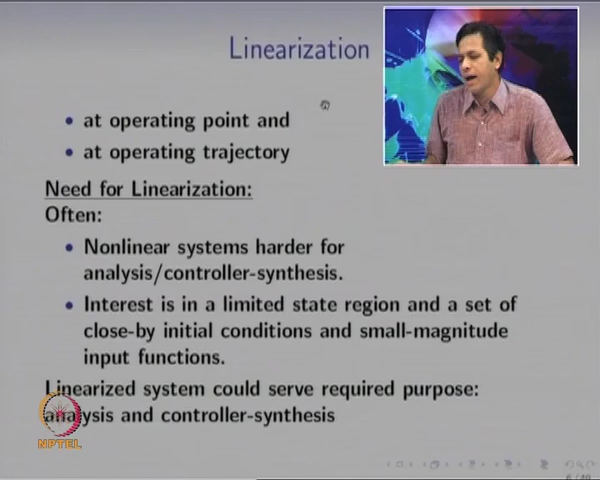 Linearization
at operating point and
at operating trajectory
Need for Linearization:
Often:
Nonlinear systems harder for
analysis/controller-synthesis.
Interest is in a limited state region and a set of
close-by initial conditions and small-magnitude
input functions.
Linearized system could serve required purpose:
analysis and controller-synthesis
NPTEL